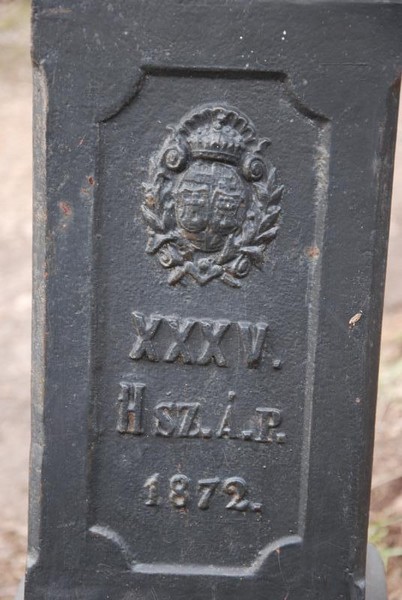 XXXV.
H SZ. Á. P.
1872.